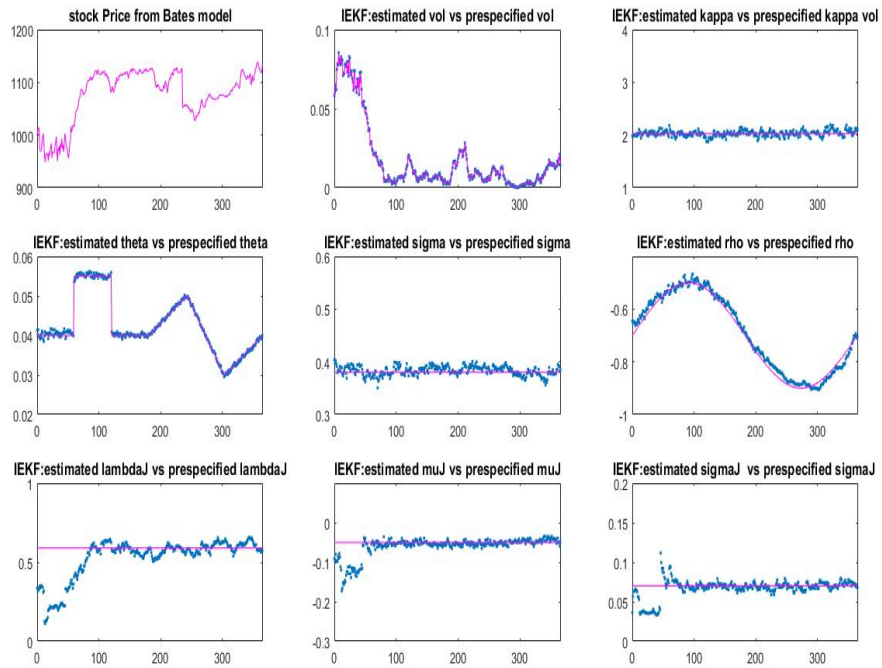 stock Price from Bates model
1200
1100
1000
900
0 100 200 300
IEKF:estimated vol vs prespecified vol
0.1
0.05
0
0 100 200 300
IEKF:estimated kappa vs prespecified kappa vol
4
3
2
1
0 100 200 300
IEKF:estimated theta vs prespecified theta
0.06
0.05
0.04
0.03
0.02
0 100 200 300
IEKF:estimated sigma vs prespecified sigma
0.6
0.5
0.4
0.3
0 100 200 300
IEKF:estimated rho vs prespecified rho
-0.6
-0.8
-1
0 100 200 300
IEKF:estimated lambdaJ vs prespecified lambdaJ
1
0.5
0
0 100 200 300
IEKF:estimated muJ vs prespecified muJ
0
-0.1
-0.2
-0.3
0 100 200 300
IEKF:estimated sigmaJ vs prespecified sigmaJ
0.2
0.15
0.1
0.05
0
0 100 200 300